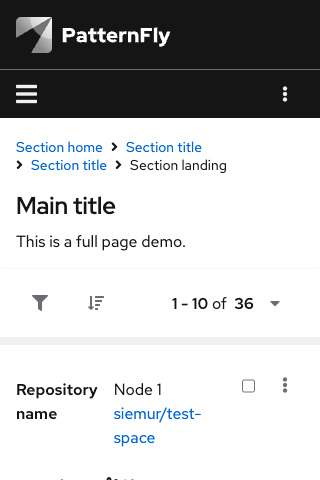 PatternFly
Section home > Section title
> Section title > Section landing
Main title
This is a full page demo.
1 - 10 of 36
Repository name
Node 1
siemur/test-space